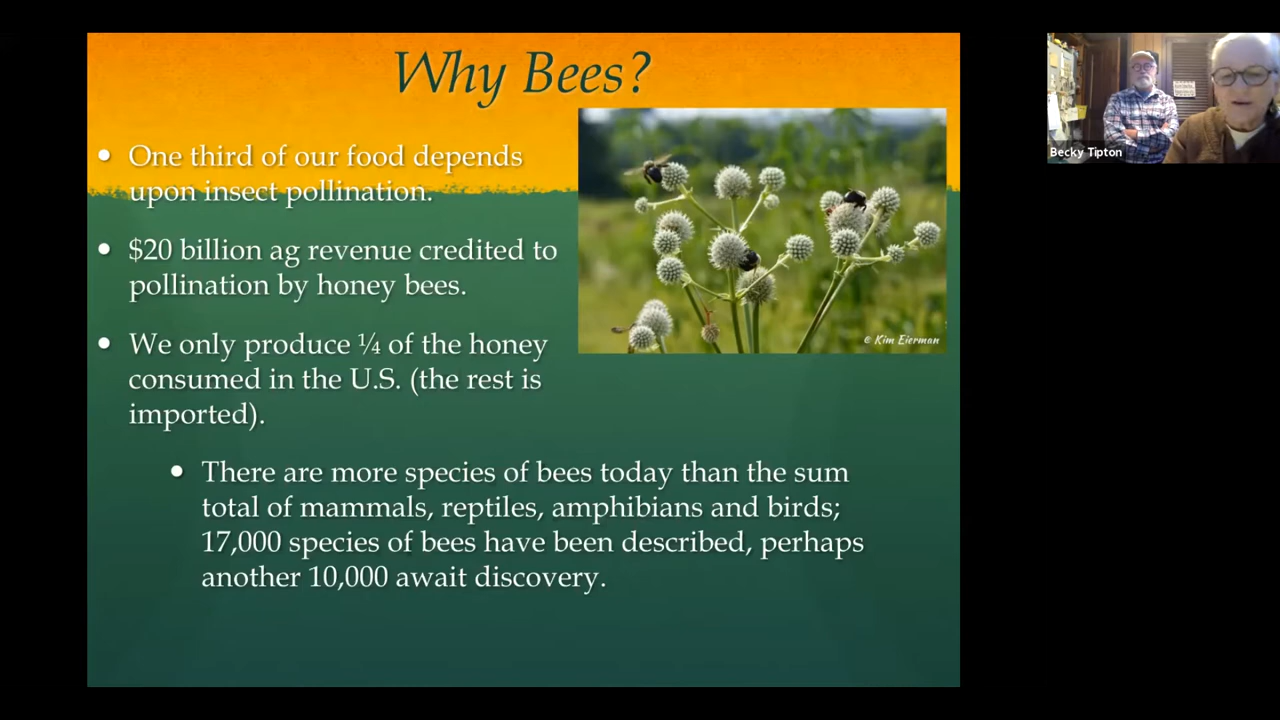 Why Bees?
• One third of our food depends
upon insect pollination.
• $20 billion ag revenue credited to
pollination by honey bees.
• We only produce ¼ of the honey
consumed in the U.S. (the rest is
imported).
• There are more species of bees today than the sum
total of mammals, reptiles, amphibians and birds;
17,000 species of bees have been described, perhaps
another 10,000 await discovery.
© Kim Eierman
Becky Tipton